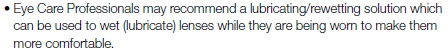 • Eye Care Professionals may recommend a lubricating/rewetting solution which
can be used to wet (lubricate) lenses while they are being worn to make them
more comfortable.